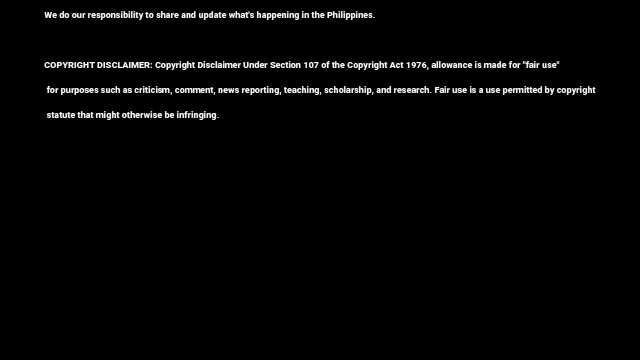 We do our responsibility to share and update what's happening in the Philippines.
COPYRIGHT DISCLAIMER: Copyright Disclaimer Under Section 107 of the Copyright Act 1976, allowance is made for "fair use"
for purposes such as criticism, comment, news reporting, teaching, scholarship, and research. Fair use is a use permitted by copyright
statute that might otherwise be infringing.